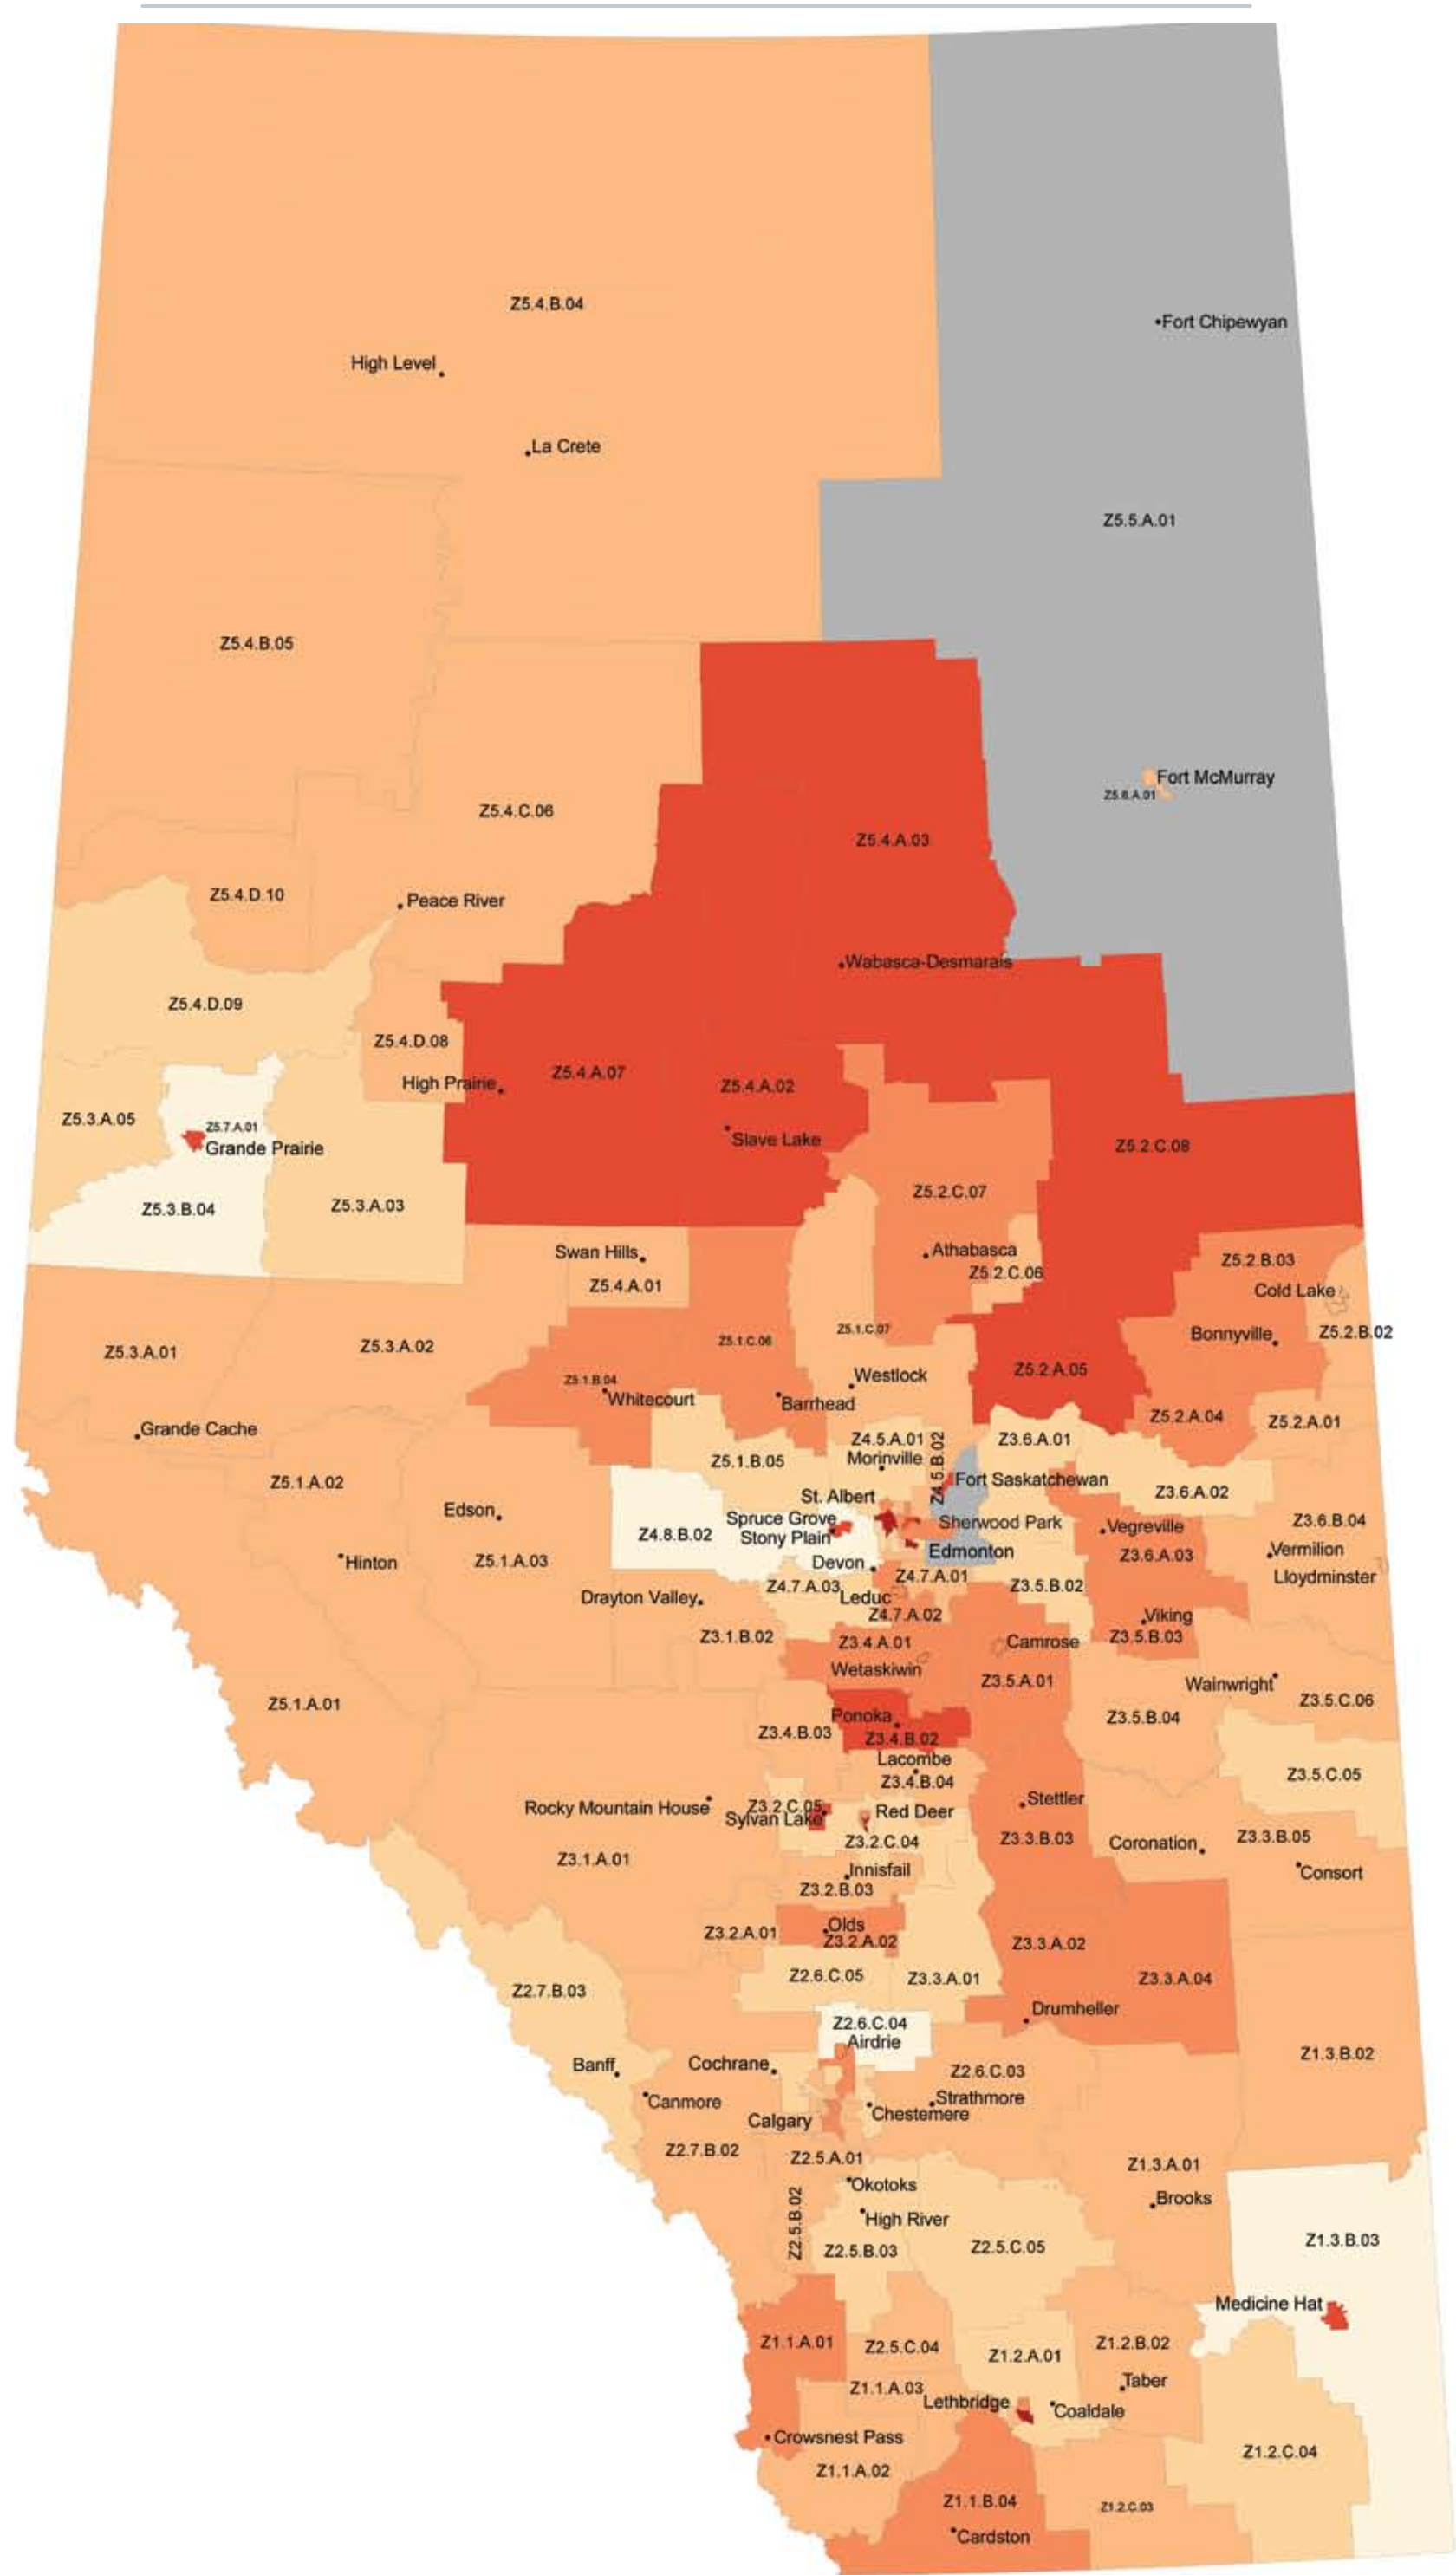 Z5.4.B.04
Fort Chipewyan
High Level
La Crete
Z5.5.A.01
Z5.4.B.05
Fort McMurray
Z5.6.A.01
Z5.4.C.06
Z5.4.A.03
Z5.4.D.10
Peace River
Wabasca-Desmarais
Z5.4.D.09
Z5.4.D.08
Z5.4.A.07
High Prairie
Z5.4.A.02
Z5.3.A.05
Z5.7.A.01
Slave Lake
Grande Prairie
Z5.2.C.08
Z5.2.C.07
Z5.3.B.04
Z5.3.A.03
Swan Hills
Athabasca
Z5.2.B.03
Z5.2.C.06
Z5.4.A.01
Cold Lake
Z5.1.C.07
Z5.2.B.02
Bonnyville
Z5.1.C.06
Z5.3.A.02
Z5.3.A.01
Z5.2.A.05
Westlock
Z5.1.B.04
Whitecourt
Barrhead
Z5.2.A.04
Z5.2.A.01
Grande Cache
Z4.5.A.01
Z3.6.A.01
Morinville
Z5.1.B.05
Z4.5.B.02
Fort Saskatchewan
Z5.1.A.02
Z3.6.A.02
St. Albert
Edson
Spruce Grove
Sherwood Park
Z3.6.B.04
Vegreville
Z4.8.B.02
Stony Plain
Edmonton
Vermilion
Z3.6.A.03
Hinton
Z5.1.A.03
Devon
Z4.7.A.01
Lloydminster
Z4.7.A.03
Z3.5.B.02
Drayton Valley
Leduc
Z4.7.A.02
Viking
Z3.1.B.02
Z3.4.A.01
Camrose
Z3.5.B.03
Wetaskiwin
Z3.5.A.01
Wainwright
Z5.1.A.01
Z3.5.C.06
Ponoka
Z3.5.B.04
Z3.4.B.03
Z3.4.B.02
Lacombe
Z3.4.B.04
Z3.5.C.05
Stettler
Rocky Mountain House
Z3.2.C.05
Sylvan Lake
Red Deer
Z3.2.C.04
Z3.3.B.03
Coronation
Z3.3.B.05
Z3.1.A.01
Innisfail
Consort
Z3.2.B.03
Olds
Z3.2.A.01
Z3.2.A.02
Z3.3.A.02
Z2.6.C.05
Z3.3.A.01
Z3.3.A.04
Z2.7.B.03
Drumheller
Z2.6.C.04
Airdrie
Z1.3.B.02
Banff
Cochrane
Z2.6.C.03
Canmore
Strathmore
Calgary
Chestemere
Z2.7.B.02
Z2.5.A.01
Z1.3.A.01
Okotoks
Brooks
Z2.5.B.02
High River
Z1.3.B.03
Z2.5.B.03
Z2.5.C.05
Medicine Hat
Z1.1.A.01
Z2.5.C.04
Z1.2.A.01
Z1.2.B.02
Taber
Z1.1.A.03
Lethbridge
Coaldale
Crowsnest Pass
Z1.2.C.04
Z1.1.A.02
Z1.1.B.04
Z1.2.C.03
Cardston